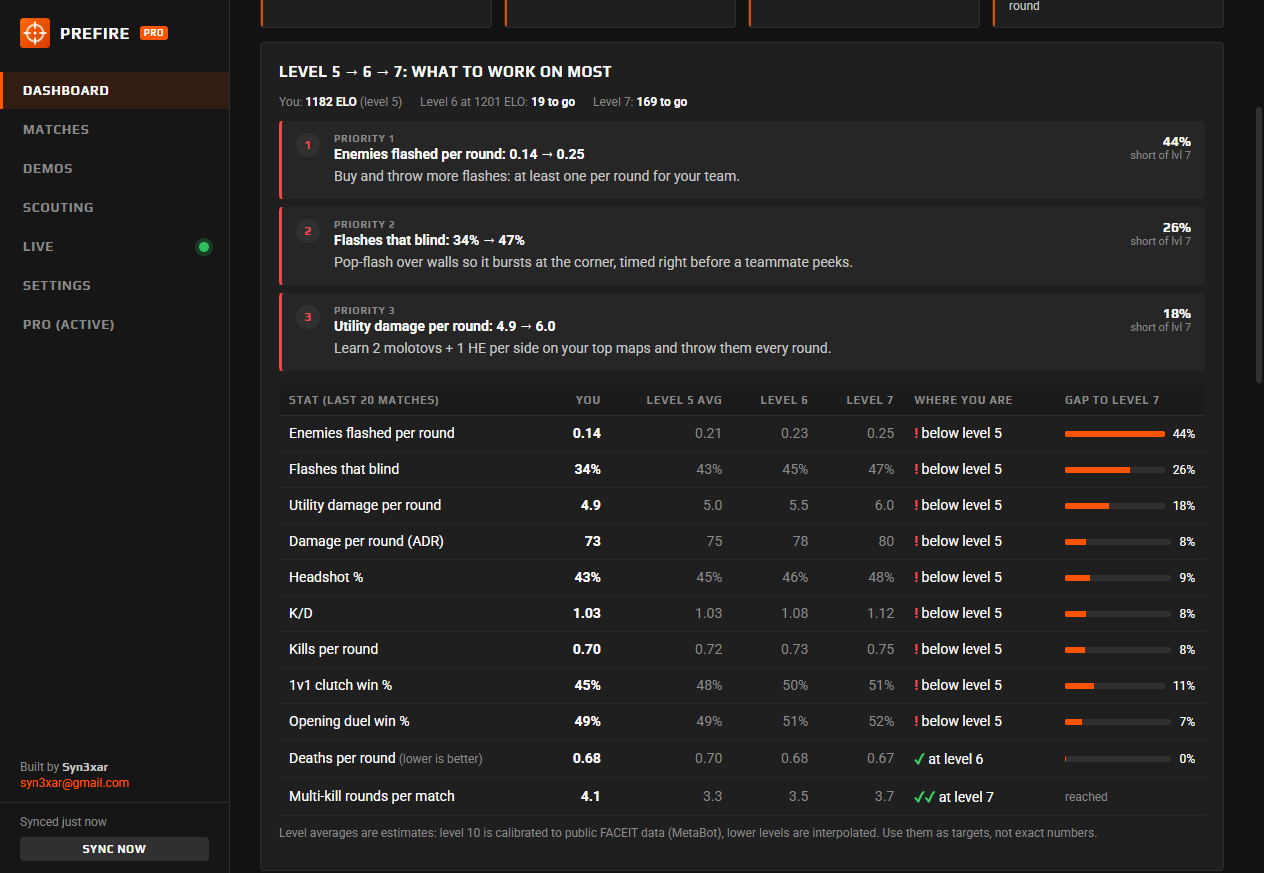 PREFIRE PRO
DASHBOARD
MATCHES
DEMOS
SCOUTING
LIVE
SETTINGS
PRO (ACTIVE)
Built by Syn3xar
syn3xar@gmail.com
Synced just now
SYNC NOW
round
LEVEL 5 → 6 → 7: WHAT TO WORK ON MOST
You: 1182 ELO (level 5) Level 6 at 1201 ELO: 19 to go Level 7: 169 to go
1
PRIORITY 1
Enemies flashed per round: 0.14 → 0.25
Buy and throw more flashes: at least one per round for your team.
44%
short of lvl 7
2
PRIORITY 2
Flashes that blind: 34% → 47%
Pop-flash over walls so it bursts at the corner, timed right before a teammate peeks.
26%
short of lvl 7
3
PRIORITY 3
Utility damage per round: 4.9 → 6.0
Learn 2 molotovs + 1 HE per side on your top maps and throw them every round.
18%
short of lvl 7
STAT (LAST 20 MATCHES) YOU LEVEL 5 AVG LEVEL 6 LEVEL 7 WHERE YOU ARE GAP TO LEVEL 7
Enemies flashed per round 0.14 0.21 0.23 0.25 ! below level 5 44%
Flashes that blind 34% 43% 45% 47% ! below level 5 26%
Utility damage per round 4.9 5.0 5.5 6.0 ! below level 5 18%
Damage per round (ADR) 73 75 78 80 ! below level 5 8%
Headshot % 43% 45% 46% 48% ! below level 5 9%
K/D 1.03 1.03 1.08 1.12 ! below level 5 8%
Kills per round 0.70 0.72 0.73 0.75 ! below level 5 8%
1v1 clutch win % 45% 48% 50% 51% ! below level 5 11%
Opening duel win % 49% 49% 51% 52% ! below level 5 7%
Deaths per round (lower is better) 0.68 0.70 0.68 0.67 ✓ at level 6 0%
Multi-kill rounds per match 4.1 3.3 3.5 3.7 ✓✓ at level 7 reached
Level averages are estimates: level 10 is calibrated to public FACEIT data (MetaBot), lower levels are interpolated. Use them as targets, not exact numbers.